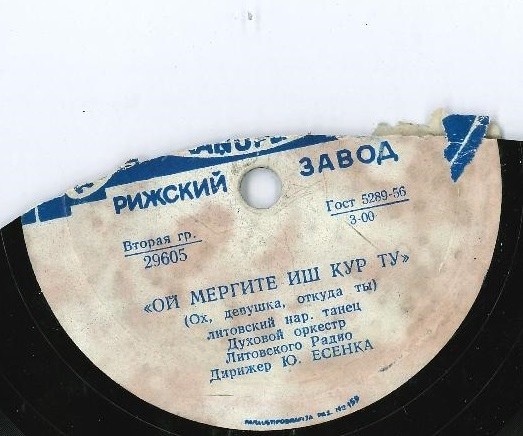 РИЖСКИЙ ЗАВОД
Вторая гр.
29605
Гост 5289-56
3-00
«ОЙ МЕРГИТЕ ИШ КУР ТУ»
(Ох, девушка, откуда ты)
литовский нар. танец
Духовой оркестр
Литовского Радио
Дирижер Ю. ЕСЕНКА